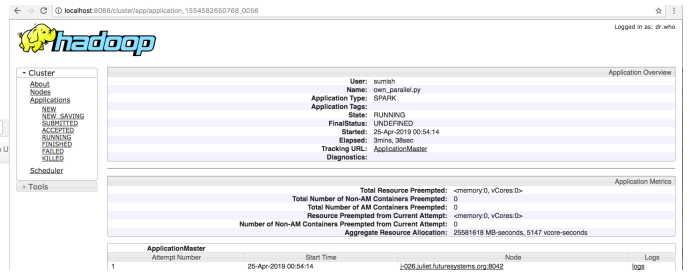 localhost:8088/cluster/app/application_1554582650768_0056
Logged in as: dr.who
hadoop
Cluster
About
Nodes
Applications
NEW
NEW_SAVING
SUBMITTED
ACCEPTED
RUNNING
FINISHED
FAILED
KILLED
Scheduler
Tools
Application Overview
User: sumish
Name: own_parallel.py
Application Type: SPARK
Application Tags:
State: RUNNING
FinalStatus: UNDEFINED
Started: 25-Apr-2019 00:54:14
Elapsed: 3mins, 38sec
Tracking URL: ApplicationMaster
Diagnostics:
Application Metrics
Total Resource Preempted: <memory:0, vCores:0>
Total Number of Non-AM Containers Preempted: 0
Total Number of AM Containers Preempted: 0
Resource Preempted from Current Attempt: <memory:0, vCores:0>
Number of Non-AM Containers Preempted from Current Attempt: 0
Aggregate Resource Allocation: 25581618 MB-seconds, 5147 vcore-seconds
ApplicationMaster
Attempt Number Start Time Node Logs
1 25-Apr-2019 00:54:14 j-026.juliet.futuresystems.org:8042 logs